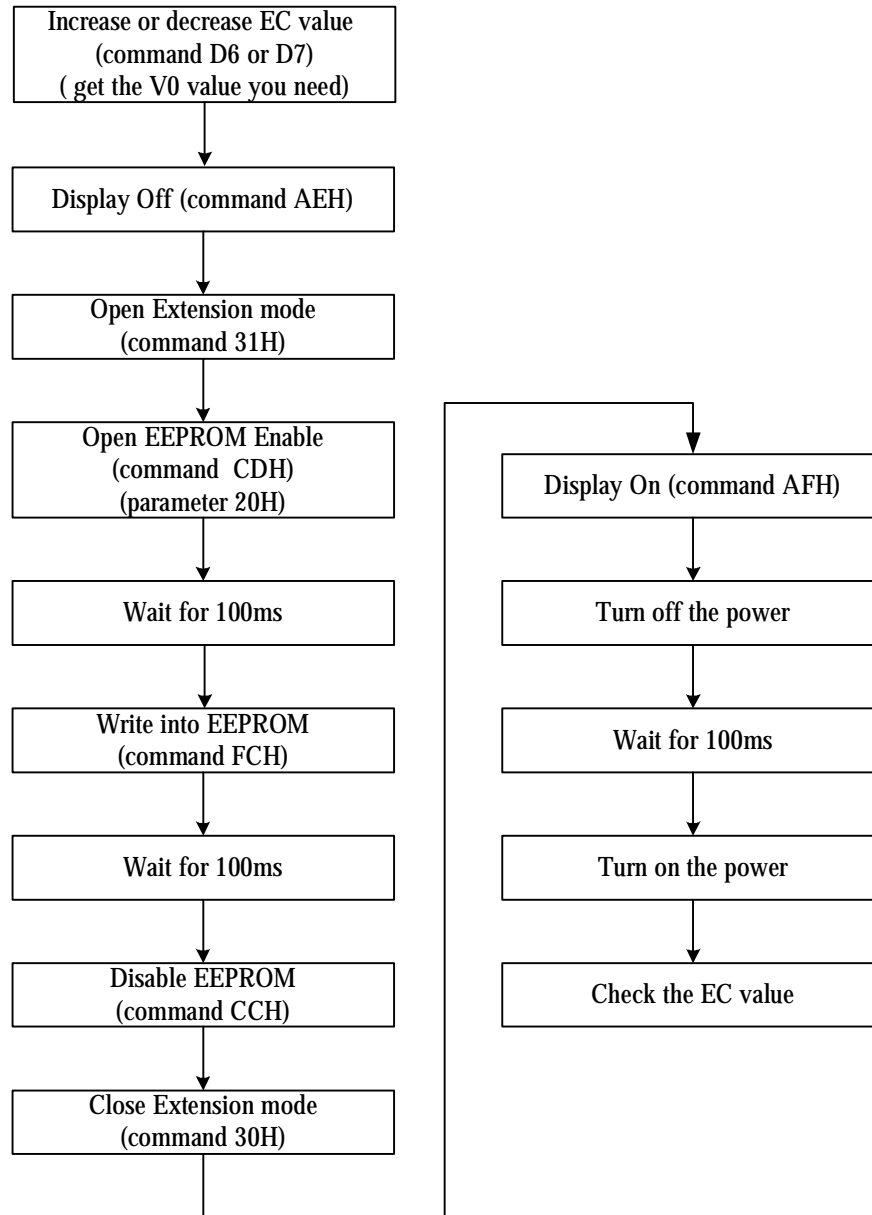 Increase or decrease EC value
(command D6 or D7)
( get the V0 value you need)
Display Off (command AEH)
Open Extension mode
(command 31H)
Open EEPROM Enable
(command CDH)
(parameter 20H)
Wait for 100ms
Write into EEPROM
(command FCH)
Wait for 100ms
Disable EEPROM
(command CCH)
Close Extension mode
(command 30H)
Display On (command AFH)
Turn off the power
Wait for 100ms
Turn on the power
Check the EC value